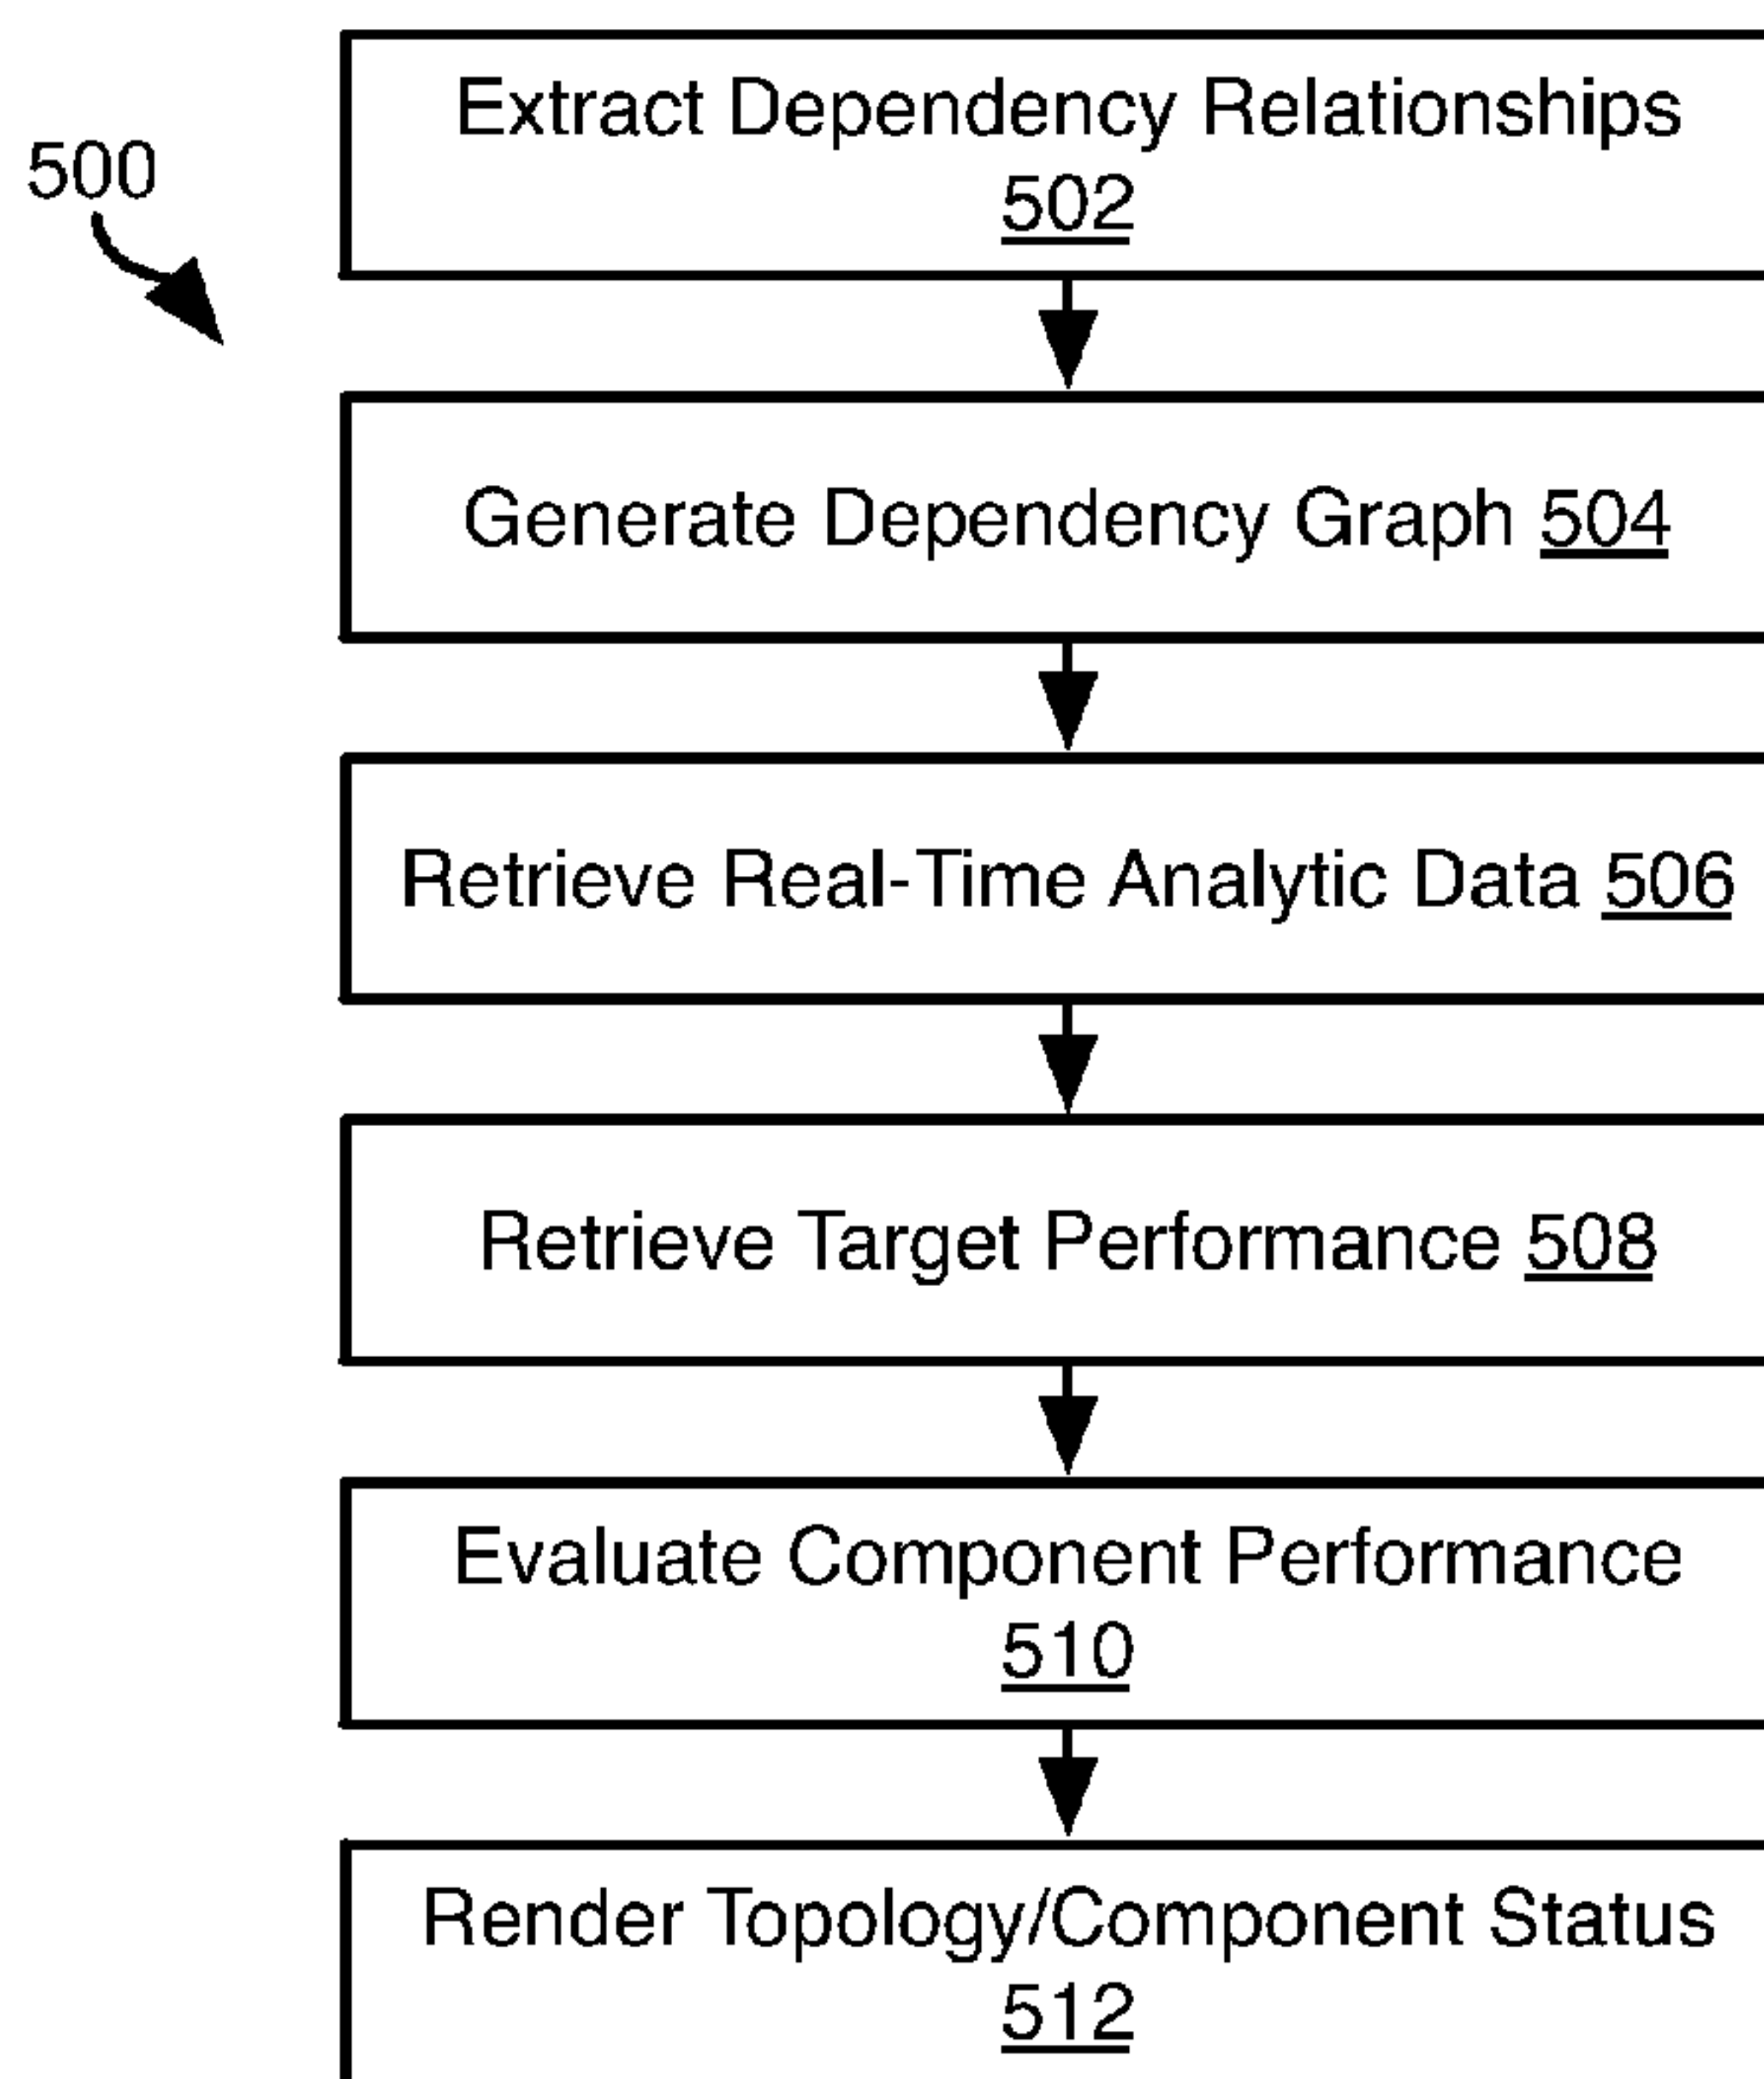 500
Extract Dependency Relationships
502
Generate Dependency Graph 504
Retrieve Real-Time Analytic Data 506
Retrieve Target Performance 508
Evaluate Component Performance
510
Render Topology/Component Status
512